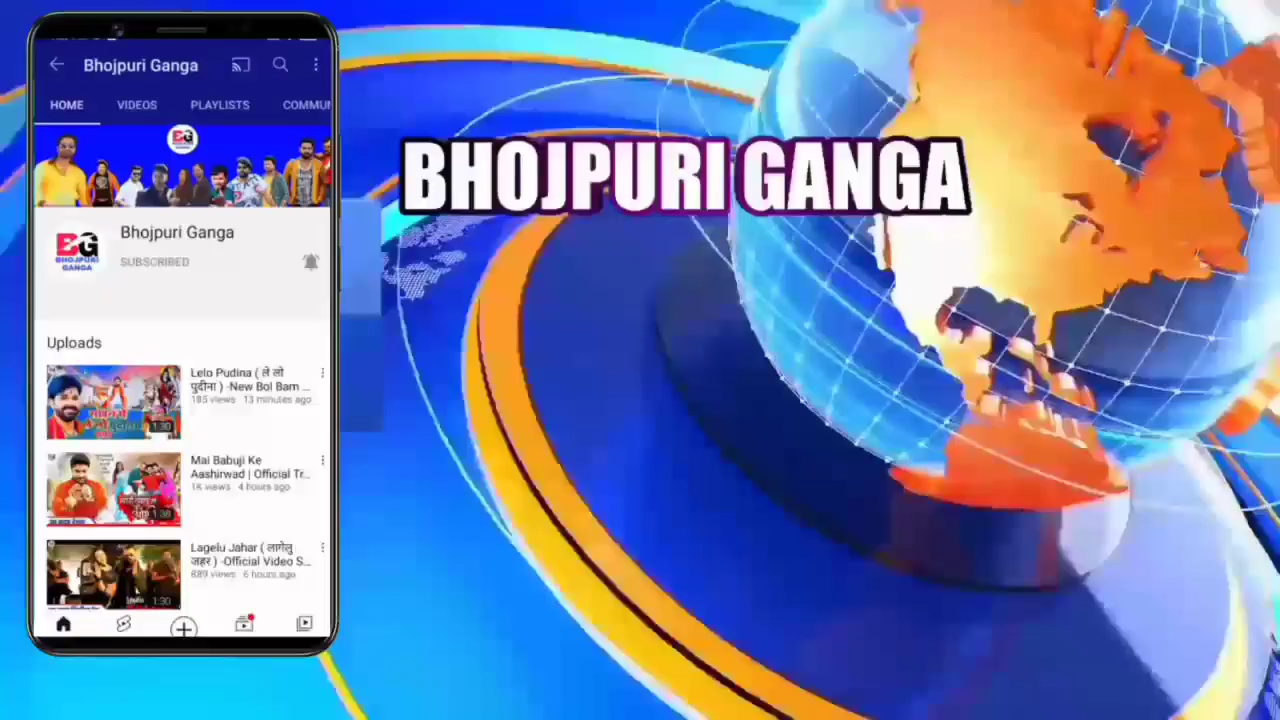 Bhojpuri Ganga
HOME VIDEOS PLAYLISTS COMMUN
BG
BHOJPURI GANGA
BG
BHOJPURI
GANGA
Bhojpuri Ganga
SUBSCRIBED
Uploads
Lelo Pudina ( ले लो
पुदीना ) -New Bol Bam ...
185 views 13 minutes ago
1:30
Mai Babuji Ke
Aashirwad | Official Tr...
1K views · 4 hours ago
1:30
Lagelu Jahar ( लागेलु
जहर ) -Official Video S...
889 views · 6 hours ago
1:30